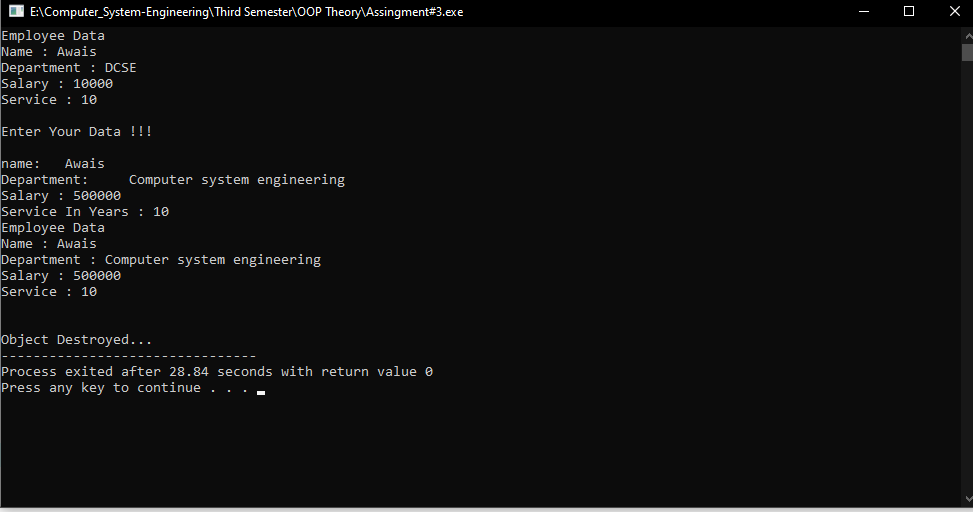 E:\Computer_System-Engineering\Third Semester\OOP Theory\Assingment#3.exe
Employee Data
Name : Awais
Department : DCSE
Salary : 10000
Service : 10
Enter Your Data !!!
name:   Awais
Department:     Computer system engineering
Salary : 500000
Service In Years : 10
Employee Data
Name : Awais
Department : Computer system engineering
Salary : 500000
Service : 10
Object Destroyed...
--------------------------------
Process exited after 28.84 seconds with return value 0
Press any key to continue . . .